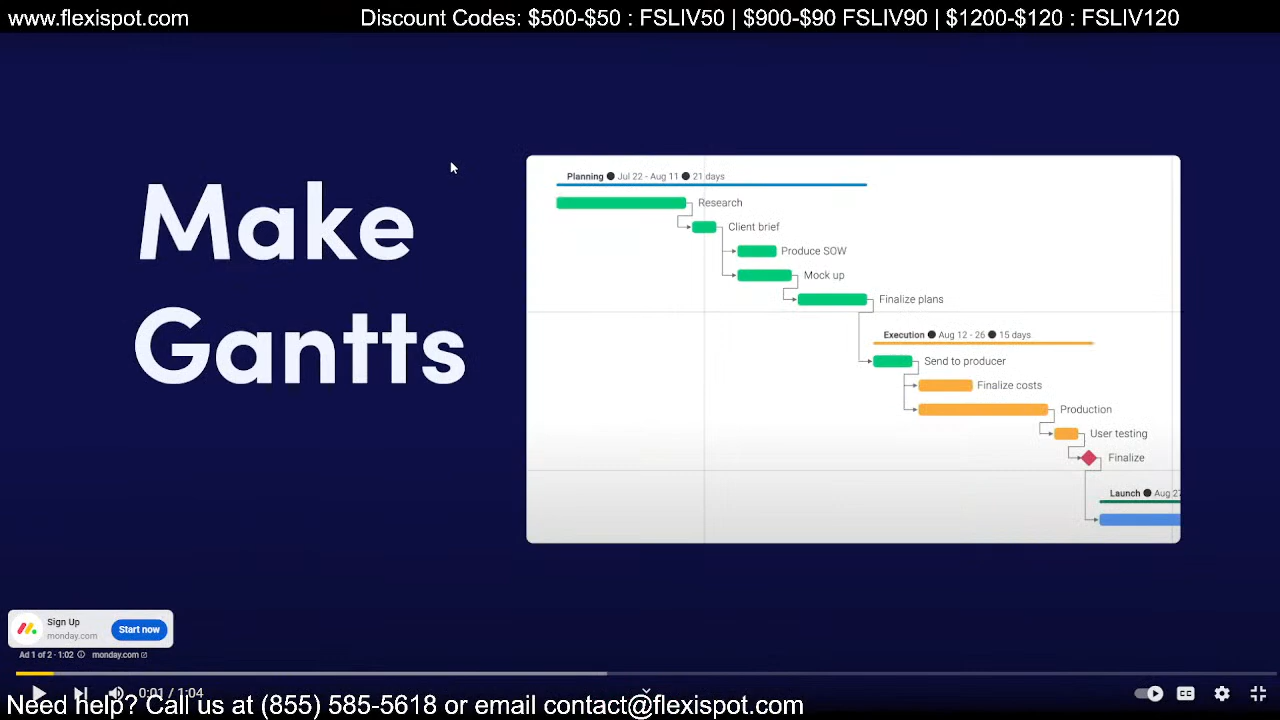 www.flexispot.com
Discount Codes: $500-$50 : FSLIV50 | $900-$90 FSLIV90 | $1200-$120 : FSLIV120
Make
Gantts
Planning ● Jul 22 - Aug 11 ● 21 days
Research
Client brief
Produce SOW
Mock up
Finalize plans
Execution ● Aug 12 - 26 ● 15 days
Send to producer
Finalize costs
Production
User testing
Finalize
Launch ● Aug 27
Sign Up
monday.com
Start now
Ad 1 of 2 · 1:02
monday.com
0:01 / 1:04
CC
Need help? Call us at (855) 585-5618 or email contact@flexispot.com